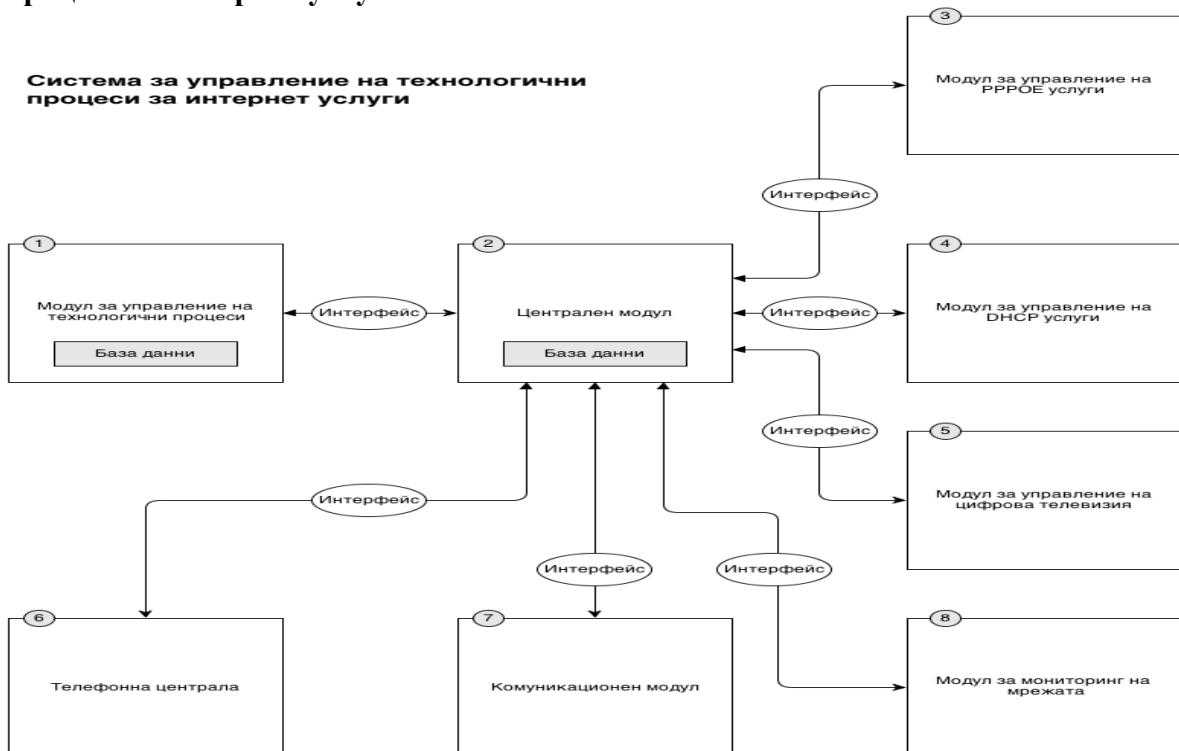 Система за управление на технологични
процеси за интернет услуги
3
Модул за управление на
PPPOE услуги
Интерфейс
1
Модул за управление на
технологични процеси
База данни
Интерфейс
2
Централен модул
База данни
Интерфейс
4
Модул за управление на
DHCP услуги
Интерфейс
5
Модул за управление на
цифрова телевизия
Интерфейс
Интерфейс
Интерфейс
6
Телефонна централа
7
Комуникационен модул
8
Модул за мониторинг на
мрежата